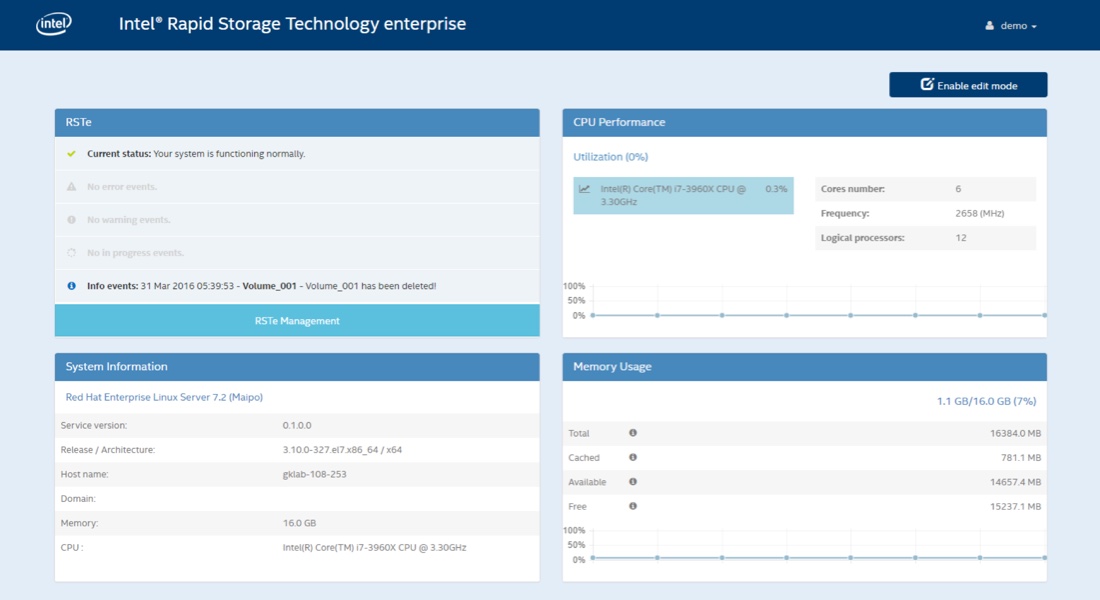 intel
Intel® Rapid Storage Technology enterprise
demo
Enable edit mode
RSTe
Current status: Your system is functioning normally.
No error events.
No warning events.
No in progress events.
Info events: 31 Mar 2016 05:39:53 - Volume_001 - Volume_001 has been deleted!
RSTe Management
CPU Performance
Utilization (0%)
Intel(R) Core(TM) i7-3960X CPU @ 0.3%
3.30GHz
Cores number: 6
Frequency: 2658 (MHz)
Logical processors: 12
100%
50%
0%
System Information
Red Hat Enterprise Linux Server 7.2 (Maipo)
Service version: 0.1.0.0
Release / Architecture: 3.10.0-327.el7.x86_64 / x64
Host name: gklab-108-253
Domain:
Memory: 16.0 GB
CPU : Intel(R) Core(TM) i7-3960X CPU @ 3.30GHz
Memory Usage
1.1 GB/16.0 GB (7%)
Total 16384.0 MB
Cached 781.1 MB
Available 14657.4 MB
Free 15237.1 MB
100%
50%
0%